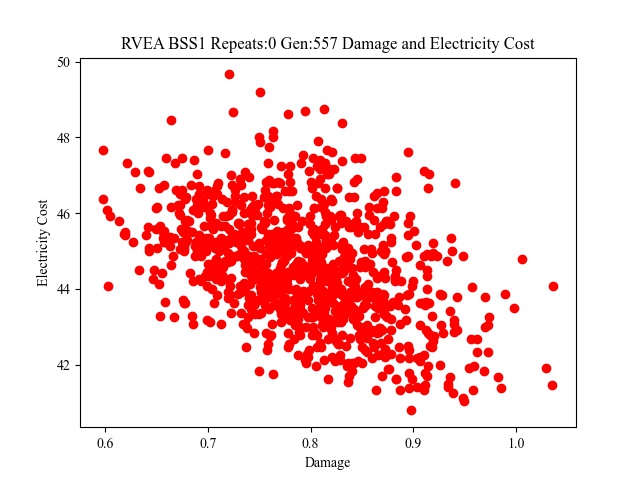 RVEA BSS1 Repeats:0 Gen:557 Damage and Electricity Cost
50
48
46
44
42
Electricity Cost
0.6 0.7 0.8 0.9 1.0
Damage